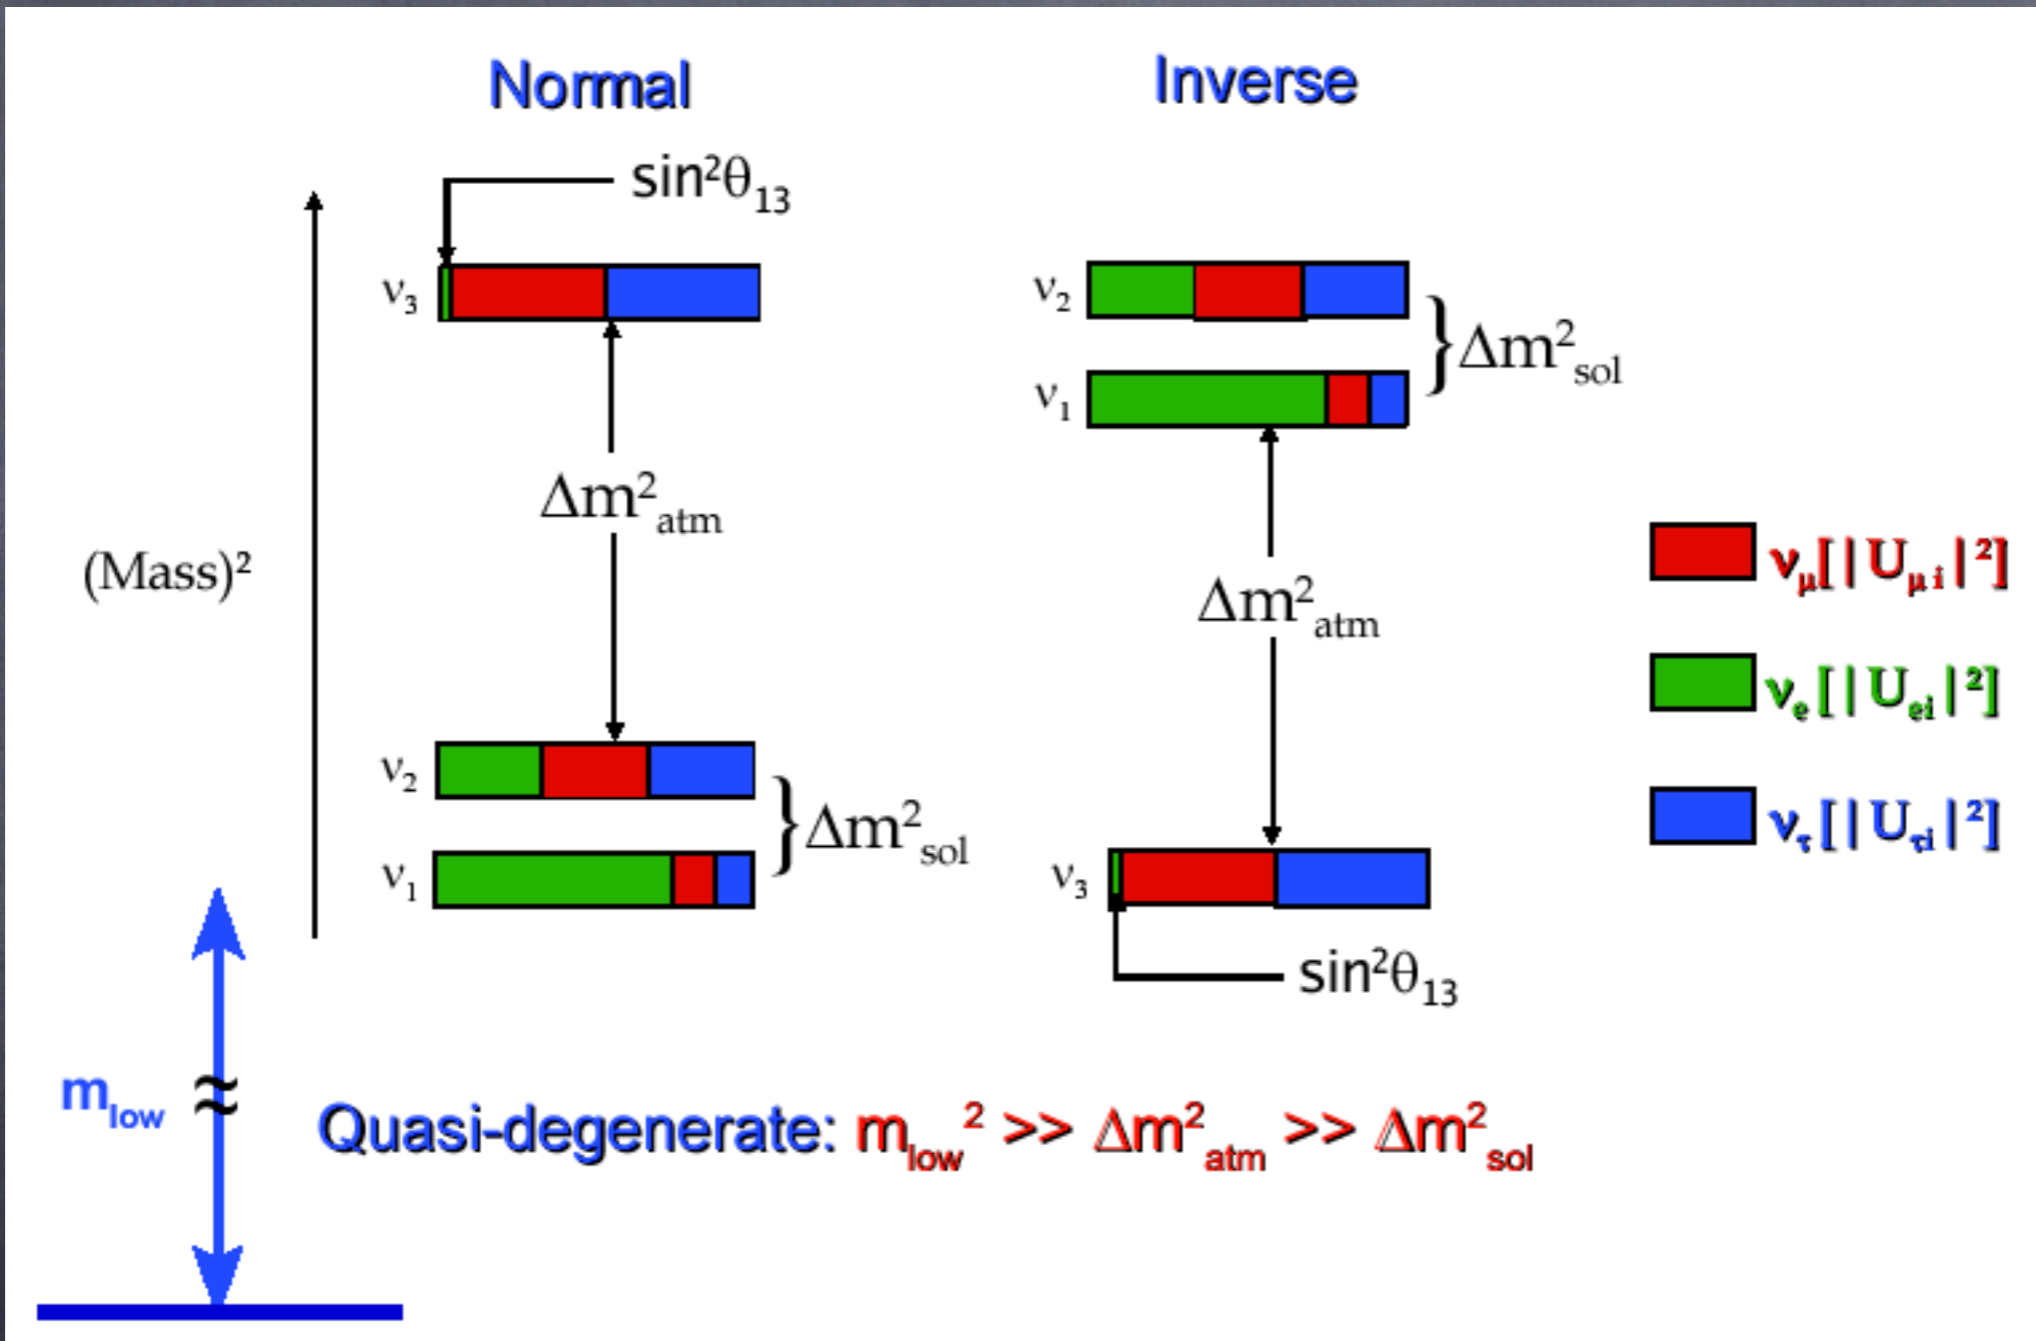 Normal
Inverse
sin²θ₁₃
ν₃
ν₂
Δm²sol
ν₁
Δm²atm
(Mass)²
Δm²atm
νμ[|Uμi|²]
νe[|Uei|²]
ντ[|Uτi|²]
ν₂
Δm²sol
ν₁
ν₃
sin²θ₁₃
mlow ≈
Quasi-degenerate: mlow² >> Δm²atm >> Δm²sol